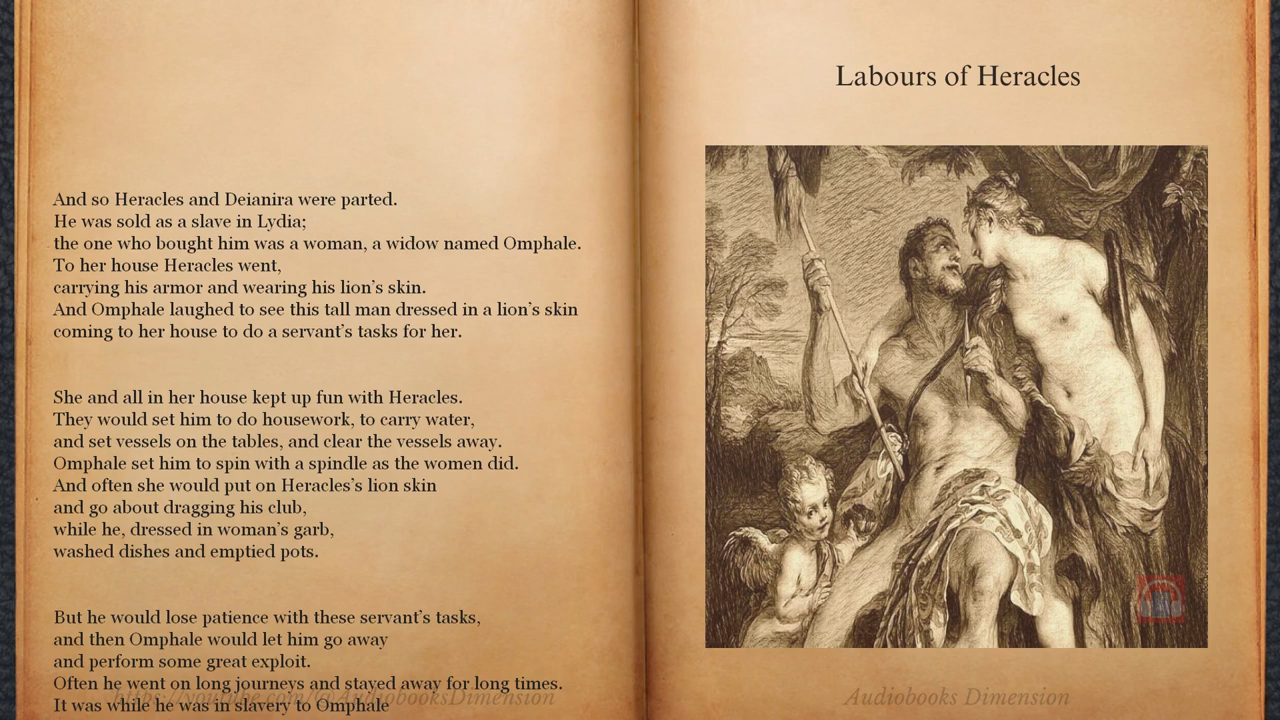 And so Heracles and Deianira were parted.
He was sold as a slave in Lydia;
the one who bought him was a woman, a widow named Omphale.
To her house Heracles went,
carrying his armor and wearing his lion’s skin.
And Omphale laughed to see this tall man dressed in a lion’s skin
coming to her house to do a servant’s tasks for her.
She and all in her house kept up fun with Heracles.
They would set him to do housework, to carry water,
and set vessels on the tables, and clear the vessels away.
Omphale set him to spin with a spindle as the women did.
And often she would put on Heracles’s lion skin
and go about dragging his club,
while he, dressed in woman’s garb,
washed dishes and emptied pots.
But he would lose patience with these servant’s tasks,
and then Omphale would let him go away
and perform some great exploit.
Often he went on long journeys and stayed away for long times.
It was while he was in slavery to Omphale
https://youtube.com/@AudiobooksDimension
Labours of Heracles
Audiobooks Dimension